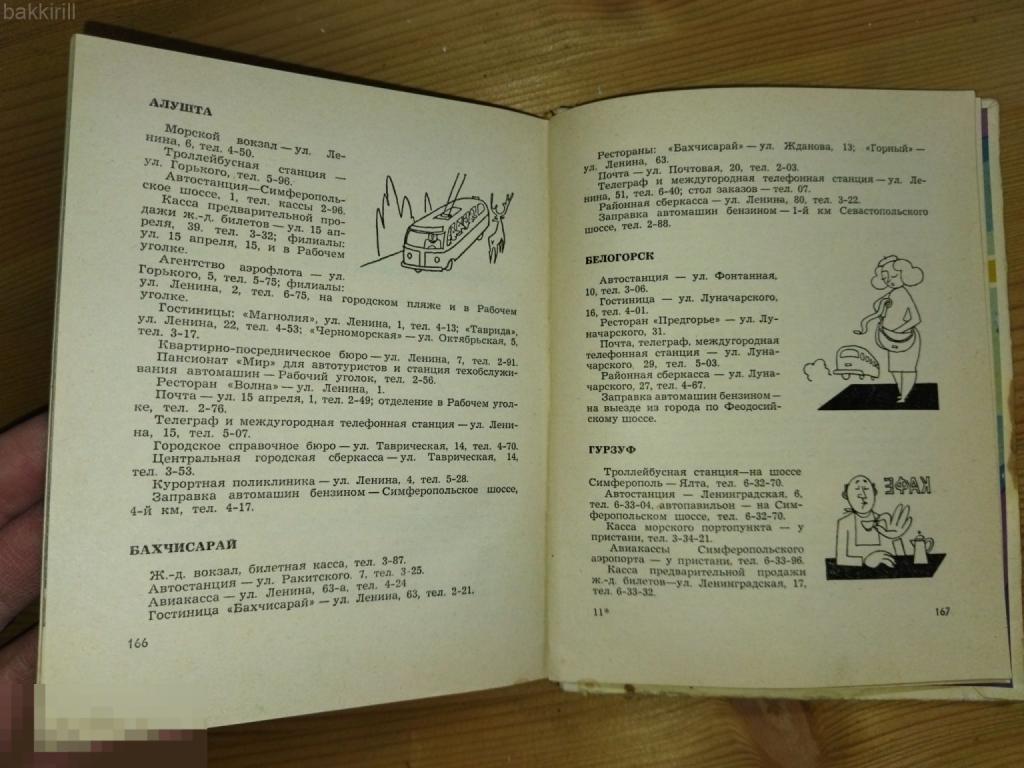 bakkirill
АЛУШТА
Морской вокзал — ул. Ле-
нина, 6, тел. 4-50.
Троллейбусная станция —
ул. Горького, тел. 5-96.
Автостанция—Симферополь-
ское шоссе, 1, тел. кассы 2-96.
Касса предварительной про-
дажи ж.-д. билетов — ул. 15 ап-
реля, 39. тел. 3-32; филиалы:
ул. 15 апреля, 15, и в Рабочем
уголке.
Агентство аэрофлота — ул.
Горького, 5, тел. 5-75; филиалы:
ул. Ленина, 2, тел. 6-75, на городском пляже и в Рабочем
уголке.
Гостиницы: «Магнолия», ул. Ленина, 1, тел. 4-13; «Таврида»,
ул. Ленина, 22, тел. 4-53; «Черноморская» — ул. Октябрьская, 5,
тел. 3-17.
Квартирно-посредническое бюро — ул. Ленина, 7, тел. 2-91.
Пансионат «Мир» для автотуристов и станция техобслужи-
вания автомашин — Рабочий уголок, тел. 2-56.
Ресторан «Волна» — ул. Ленина, 1.
Почта — ул. 15 апреля, 1, тел. 2-49; отделение в Рабочем угол-
ке, тел. 2-76.
Телеграф и междугородная телефонная станция — ул. Лени-
на, 15, тел. 5-07.
Городское справочное бюро — ул. Таврическая, 14, тел. 4-70.
Центральная городская сберкасса — ул. Таврическая, 14,
тел. 3-53.
Курортная поликлиника — ул. Ленина, 4, тел. 5-28.
Заправка автомашин бензином — Симферопольское шоссе,
4-й км, тел. 4-17.
БАХЧИСАРАЙ
Ж.-д. вокзал, билетная касса, тел. 3-87.
Автостанция — ул. Ракитского. 7, тел. 3-25.
Авиакасса — ул. Ленина, 63-а, тел. 4-24
Гостиница «Бахчисарай» — ул. Ленина, 63, тел. 2-21.
166
Рестораны: «Бахчисарай» — ул. Жданова, 13; «Горный» —
ул. Ленина, 63.
Почта — ул. Почтовая, 20, тел. 2-03.
Телеграф и междугородная телефонная станция — ул. Ле-
нина, 51, тел. 6-40; стол заказов — тел. 07.
Районная сберкасса — ул. Ленина, 80, тел. 3-22.
Заправка автомашин бензином — 1-й км Севастопольского
шоссе, тел. 2-88.
БЕЛОГОРСК
Автостанция — ул. Фонтанная,
10, тел. 3-06.
Гостиница — ул. Луначарского,
16, тел. 4-01.
Ресторан «Предгорье» — ул. Лу-
начарского, 31.
Почта, телеграф, междугородная
телефонная станция — ул. Луна-
чарского, 29, тел. 5-03.
Районная сберкасса — ул. Луна-
чарского, 27, тел. 4-67.
Заправка автомашин бензином —
на выезде из города по Феодосий-
скому шоссе.
ГУРЗУФ
Троллейбусная станция—на шоссе
Симферополь — Ялта, тел. 6-32-70.
Автостанция — Ленинградская, 6,
тел. 6-33-04, автопавильон — на Сим-
феропольском шоссе, тел. 6-32-70.
Касса морского портопункта — у
пристани, тел. 3-34-21.
Авиакассы Симферопольского
аэропорта — у пристани, тел. 6-33-96.
Касса предварительной продажи
ж.-д. билетов—ул. Ленинградская, 17,
тел. 6-33-32.
КАФЕ
11*
167